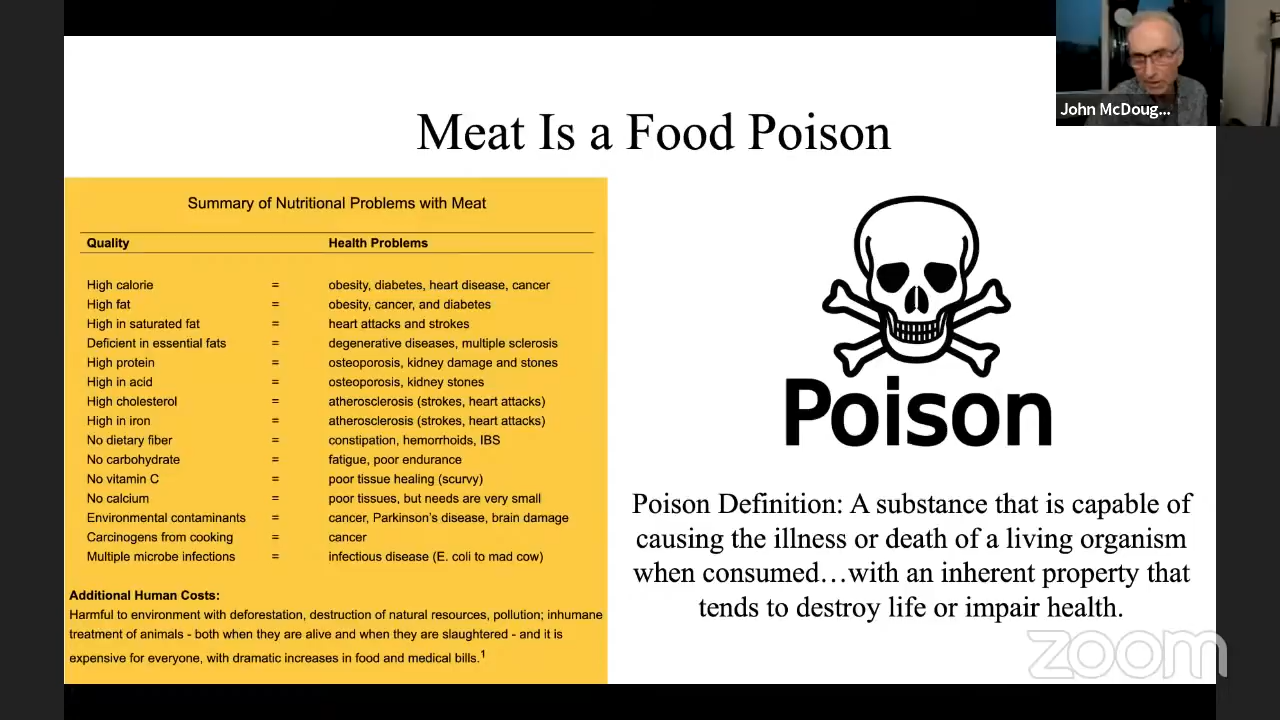 John McDoug...
Meat Is a Food Poison
Summary of Nutritional Problems with Meat
Quality Health Problems
High calorie = obesity, diabetes, heart disease, cancer
High fat = obesity, cancer, and diabetes
High in saturated fat = heart attacks and strokes
Deficient in essential fats = degenerative diseases, multiple sclerosis
High protein = osteoporosis, kidney damage and stones
High in acid = osteoporosis, kidney stones
High cholesterol = atherosclerosis (strokes, heart attacks)
High in iron = atherosclerosis (strokes, heart attacks)
No dietary fiber = constipation, hemorrhoids, IBS
No carbohydrate = fatigue, poor endurance
No vitamin C = poor tissue healing (scurvy)
No calcium = poor tissues, but needs are very small
Environmental contaminants = cancer, Parkinson's disease, brain damage
Carcinogens from cooking = cancer
Multiple microbe infections = infectious disease (E. coli to mad cow)
Additional Human Costs:
Harmful to environment with deforestation, destruction of natural resources, pollution; inhumane
treatment of animals - both when they are alive and when they are slaughtered - and it is
expensive for everyone, with dramatic increases in food and medical bills.1
Poison
Poison Definition: A substance that is capable of
causing the illness or death of a living organism
when consumed…with an inherent property that
tends to destroy life or impair health.
zoom